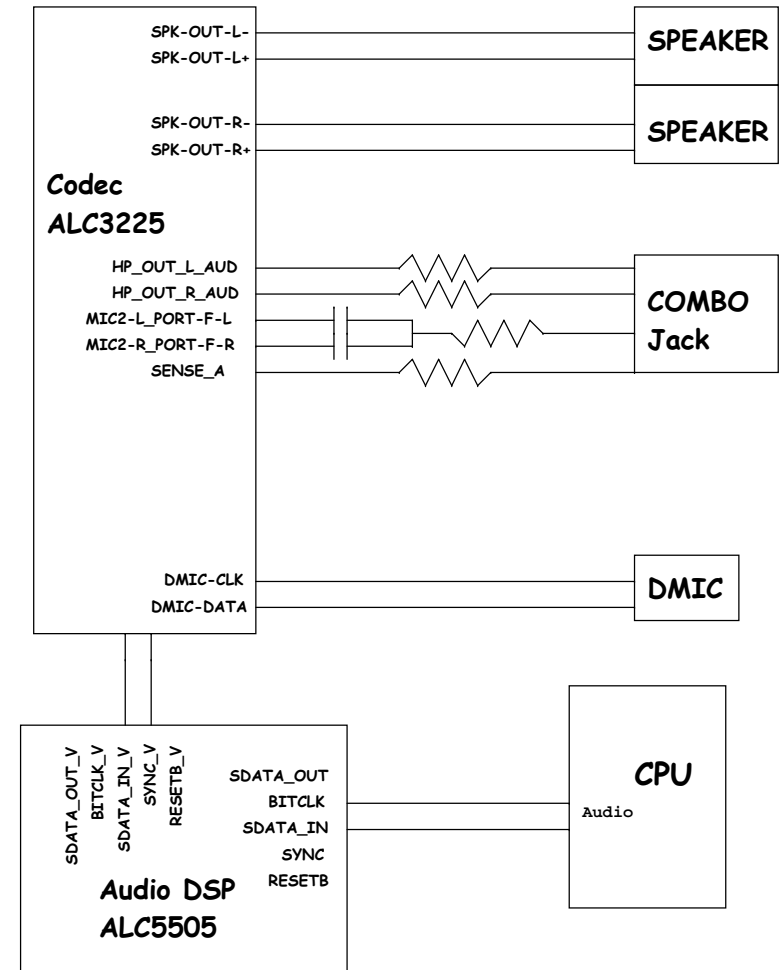 SPK-OUT-L-
SPK-OUT-L+
SPEAKER
SPK-OUT-R-
SPK-OUT-R+
SPEAKER
Codec
ALC3225
HP_OUT_L_AUD
HP_OUT_R_AUD
MIC2-L_PORT-F-L
MIC2-R_PORT-F-R
SENSE_A
COMBO
Jack
DMIC-CLK
DMIC-DATA
DMIC
SDATA_OUT_V
BITCLK_V
SDATA_IN_V
SYNC_V
RESETB_V
SDATA_OUT
BITCLK
SDATA_IN
SYNC
RESETB
CPU
Audio
Audio DSP
ALC5505